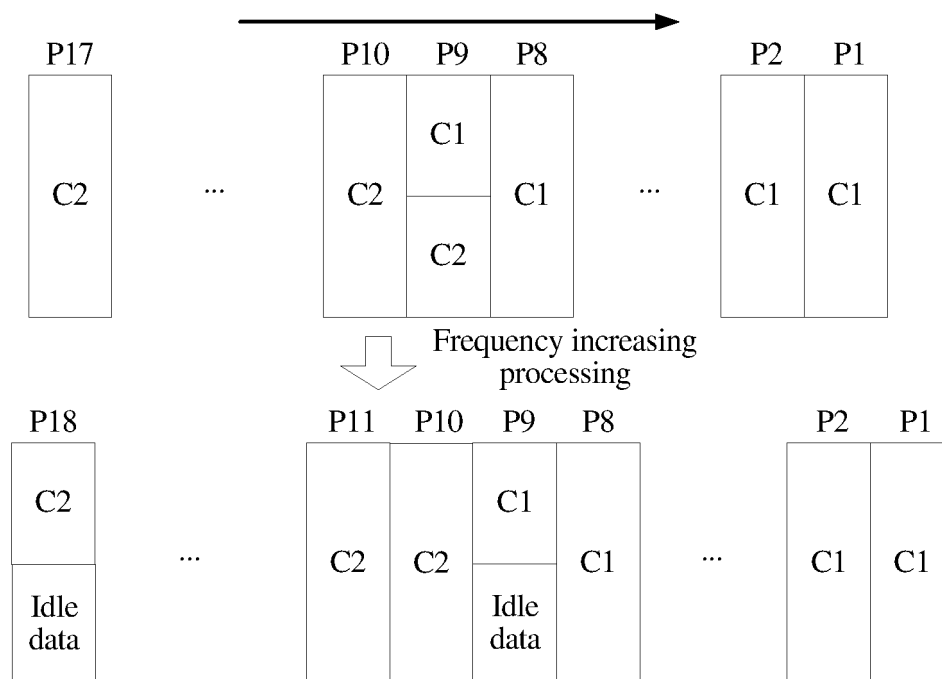 P17 P10 P9 P8 P2 P1
C1
C2 ... C2 C1 ... C1 C1
C2
Frequency increasing
processing
P18 P11 P10 P9 P8 P2 P1
C2 C1
... C2 C2 C1 ... C1 C1
Idle Idle
data data